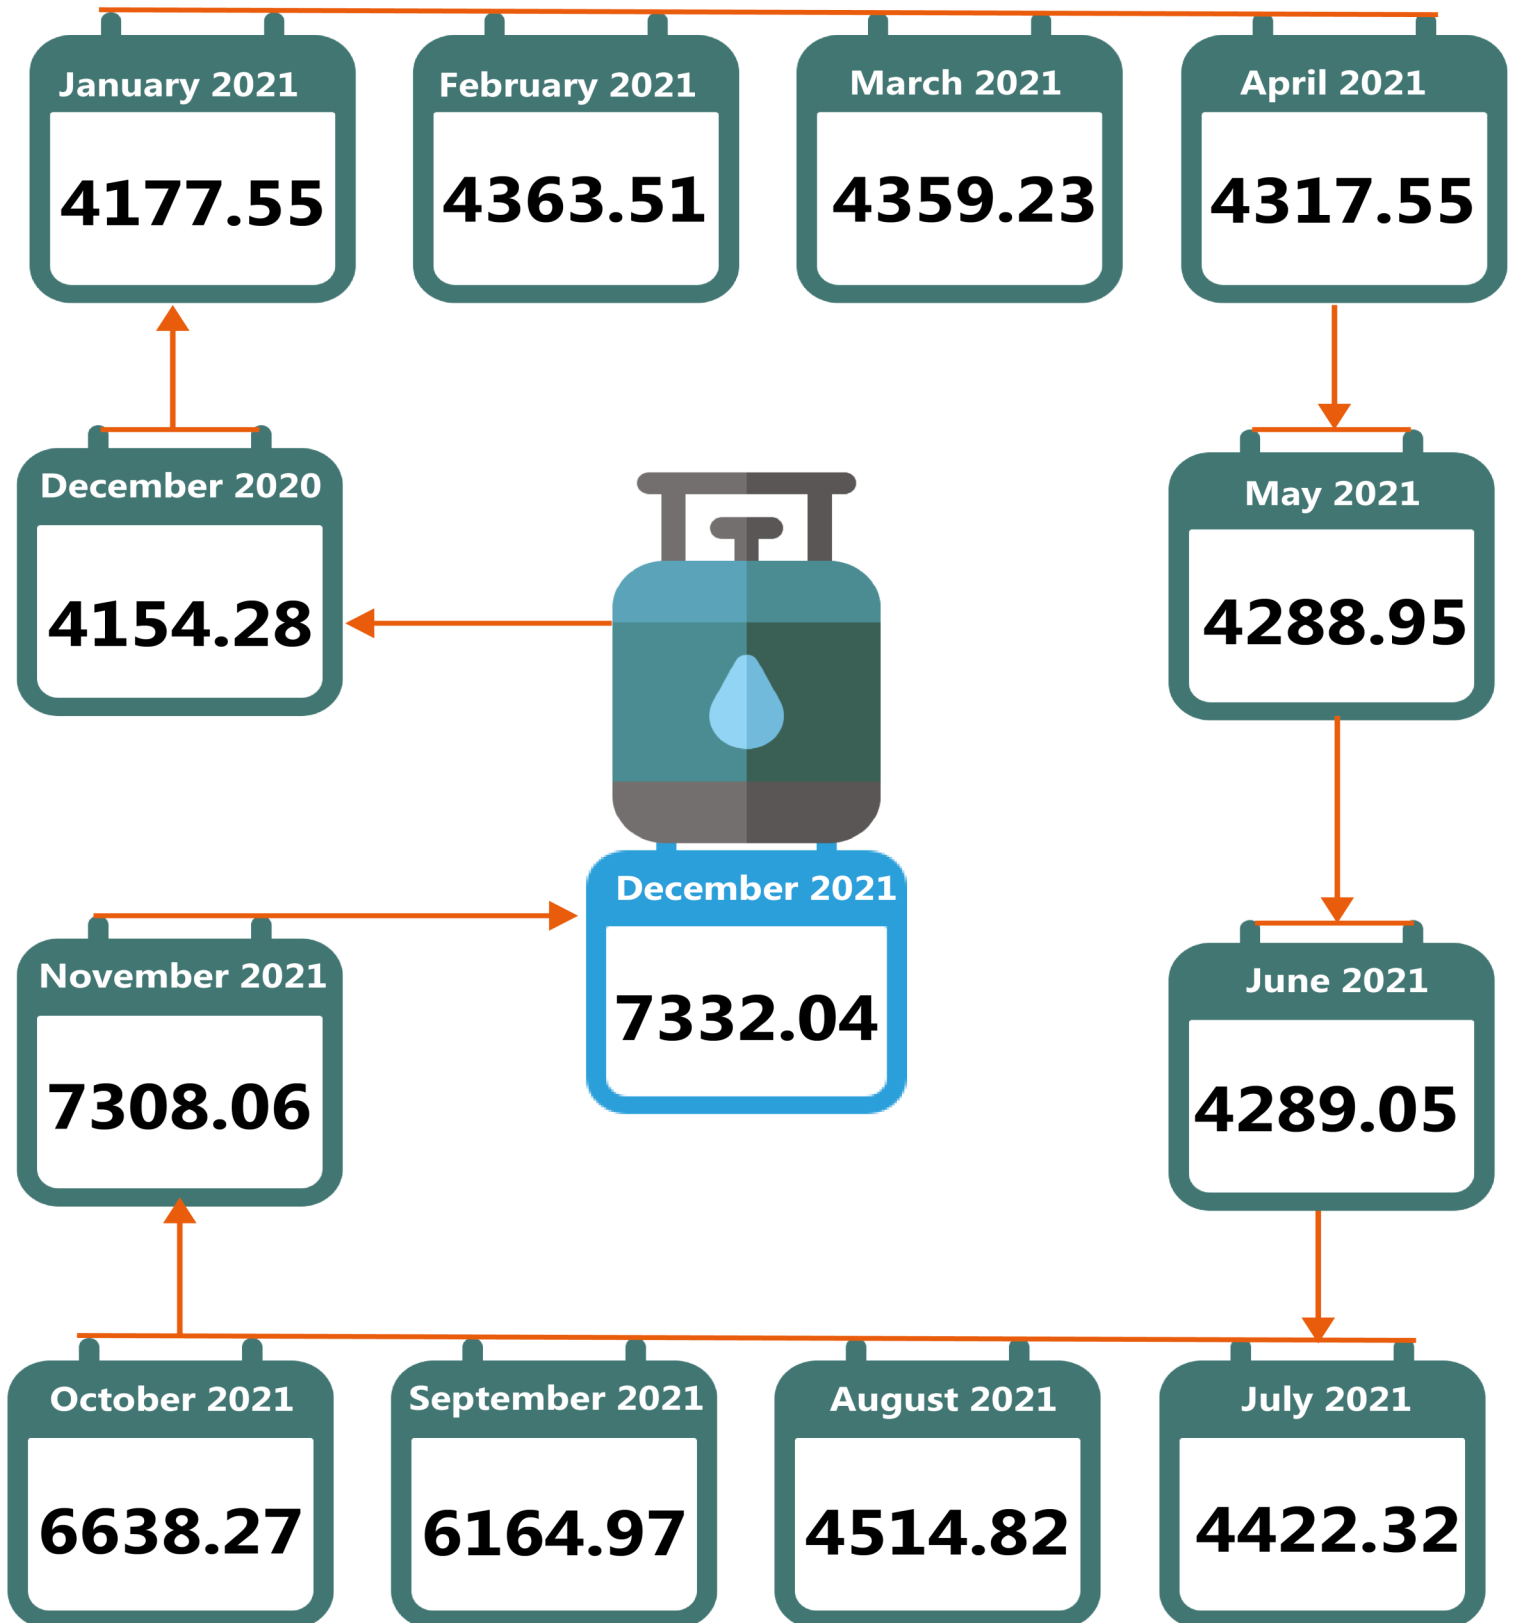 January 2021
4177.55
February 2021
4363.51
March 2021
4359.23
April 2021
4317.55
December 2020
4154.28
May 2021
4288.95
December 2021
7332.04
November 2021
7308.06
June 2021
4289.05
October 2021
6638.27
September 2021
6164.97
August 2021
4514.82
July 2021
4422.32